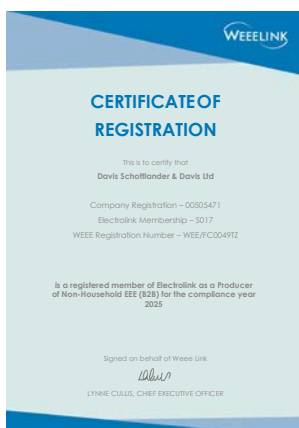 WEEELINK
CERTIFICATE OF
REGISTRATION
This is to certify that
Davis Schottlander & Davis Ltd
Company Registration – 00505471
Electrolink Membership – S017
WEEE Registration Number – WEE/FC0049TZ
is a registered member of Electrolink as a Producer
of Non-Household EEE (B2B) for the compliance year
2025
Signed on behalf of Weee Link
LYNNE CULLIS, CHIEF EXECUTIVE OFFICER